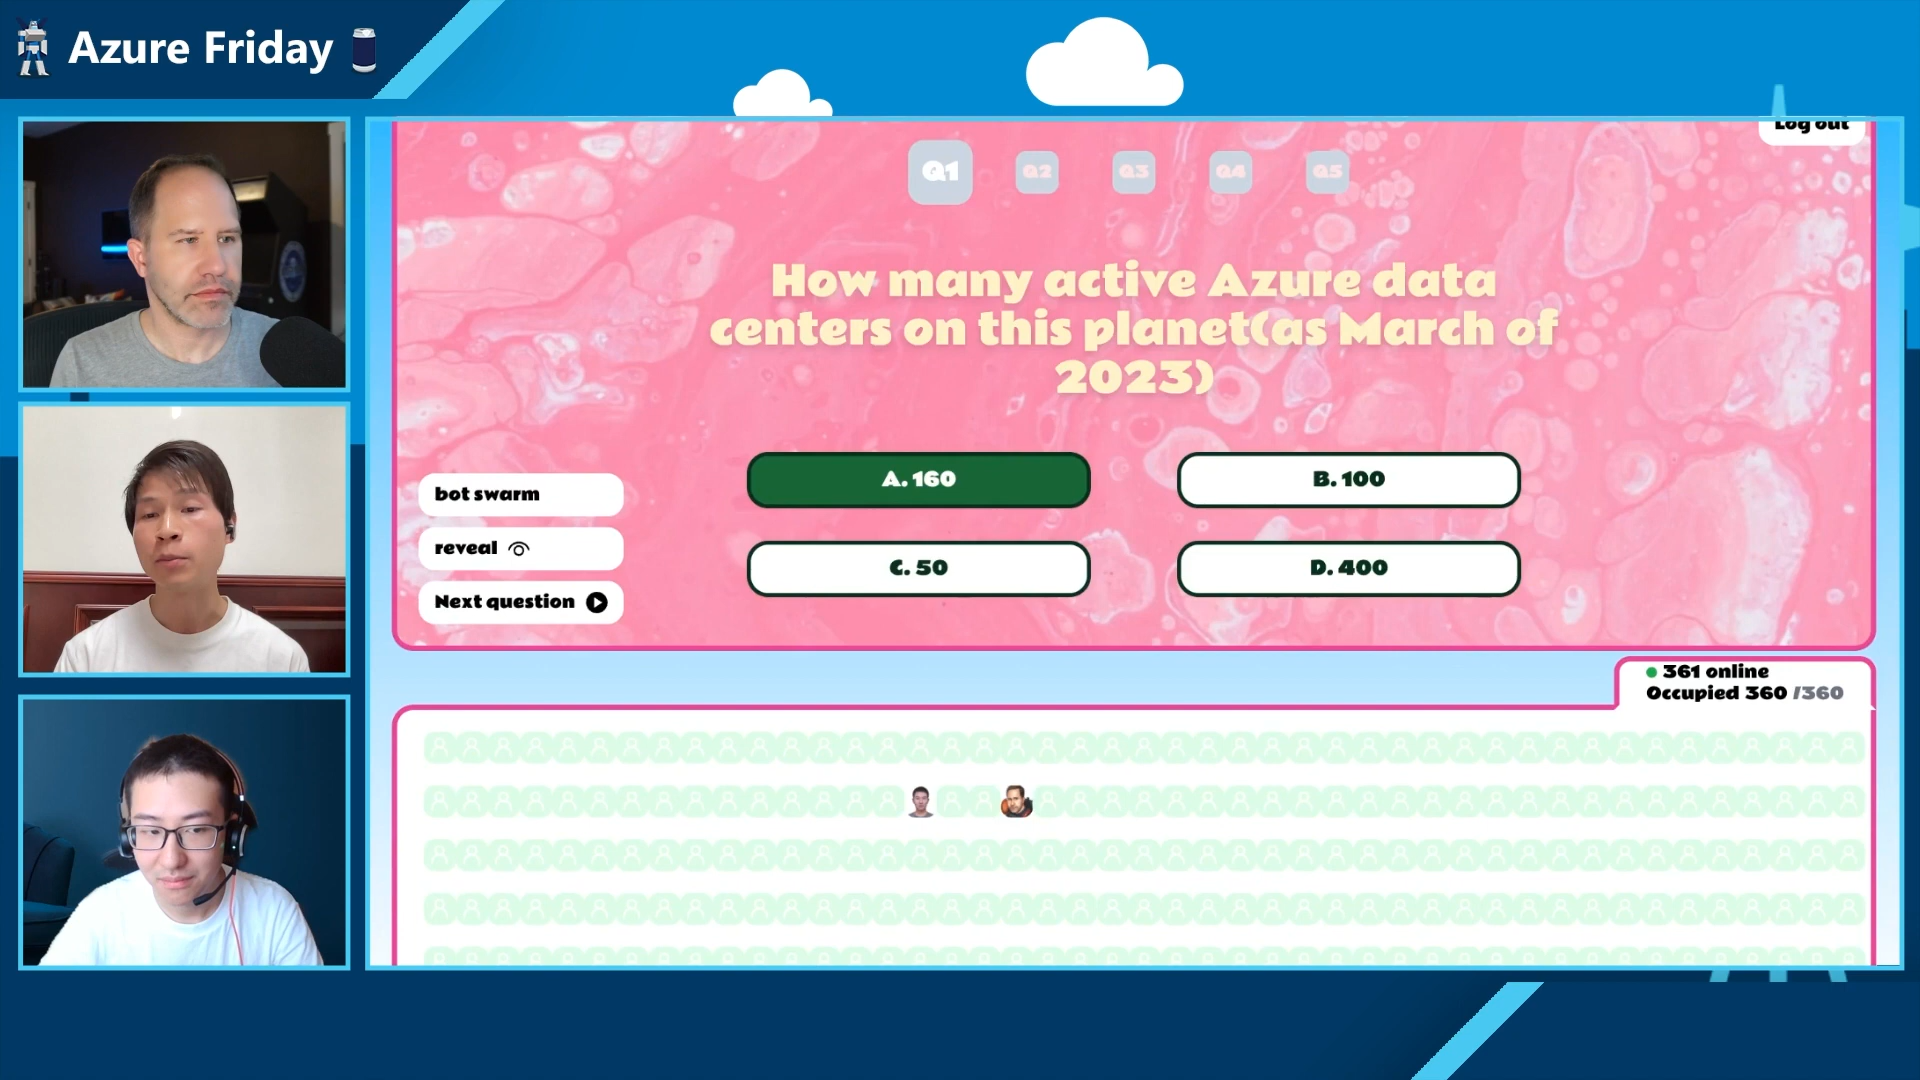 Azure Friday
Log out
Q1 Q2 Q3 Q4 Q5
How many active Azure data
centers on this planet(as March of
2023)
bot swarm
reveal
Next question
A. 160
B. 100
C. 50
D. 400
361 online
Occupied 360 /360